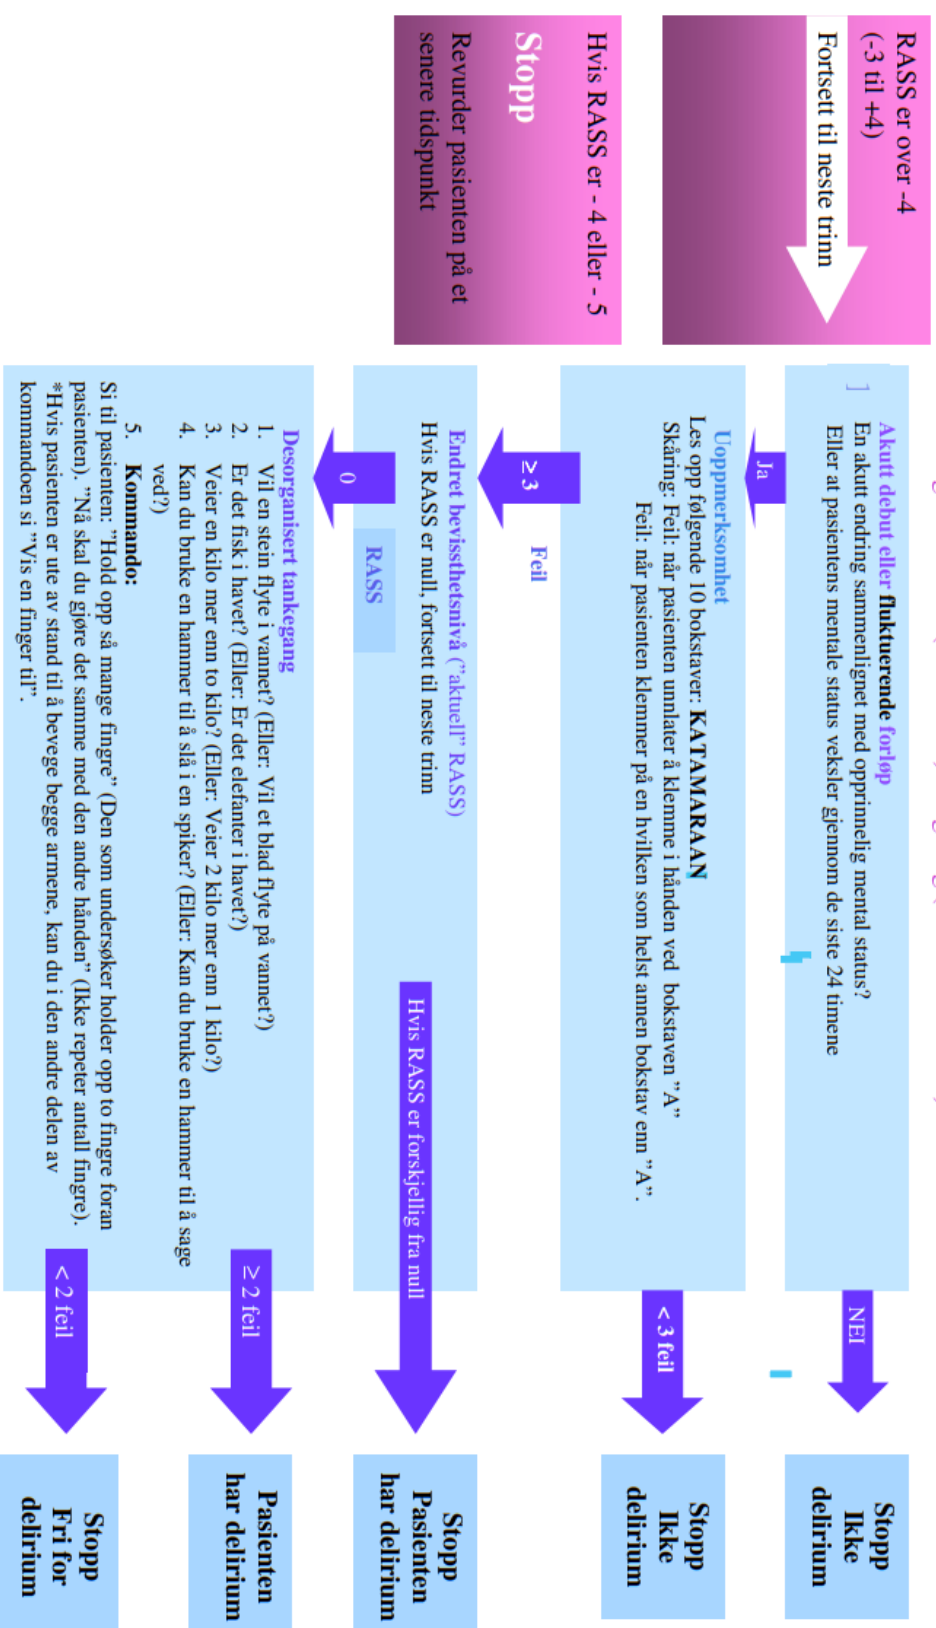 RASS er over -4
(-3 til +4)
Fortsett til neste trinn
Hvis RASS er - 4 eller - 5
Stopp
Revurder pasienten på et
senere tidspunkt
Akutt debut eller fluktuerende forløp
En akutt endring sammenlignet med opprinnelig mental status?
Eller at pasientens mentale status veksler gjennom de siste 24 timene
NEI
Stopp
Ikke
delirium
Ja
Uoppmerksomhet
Les opp følgende 10 bokstaver: KATAMARAAN
Skåring: Feil: når pasienten unnlater å klemme i hånden ved bokstaven ”A”
Feil: når pasienten klemmer på en hvilken som helst annen bokstav enn ”A”.
< 3 feil
Stopp
Ikke
delirium
≥ 3
Feil
Endret bevissthetsnivå (”aktuell” RASS)
Hvis RASS er null, fortsett til neste trinn
Hvis RASS er forskjellig fra null
Stopp
Pasienten
har delirium
RASS
0
Desorganisert tankegang
1. Vil en stein flyte i vannet? (Eller: Vil et blad flyte på vannet?)
2. Er det fisk i havet? (Eller: Er det elefanter i havet?)
3. Veier en kilo mer enn to kilo? (Eller: Veier 2 kilo mer enn 1 kilo?)
4. Kan du bruke en hammer til å slå i en spiker? (Eller: Kan du bruke en hammer til å sage
ved?)
5. Kommando:
Si til pasienten: ”Hold opp så mange fingre” (Den som undersøker holder opp to fingre foran
pasienten). ”Nå skal du gjøre det samme med den andre hånden” (Ikke repeter antall fingre).
*Hvis pasienten er ute av stand til å bevege begge armene, kan du i den andre delen av
kommandoen si ”Vis en finger til”.
≥ 2 feil
Pasienten
har delirium
< 2 feil
Stopp
Fri for
delirium